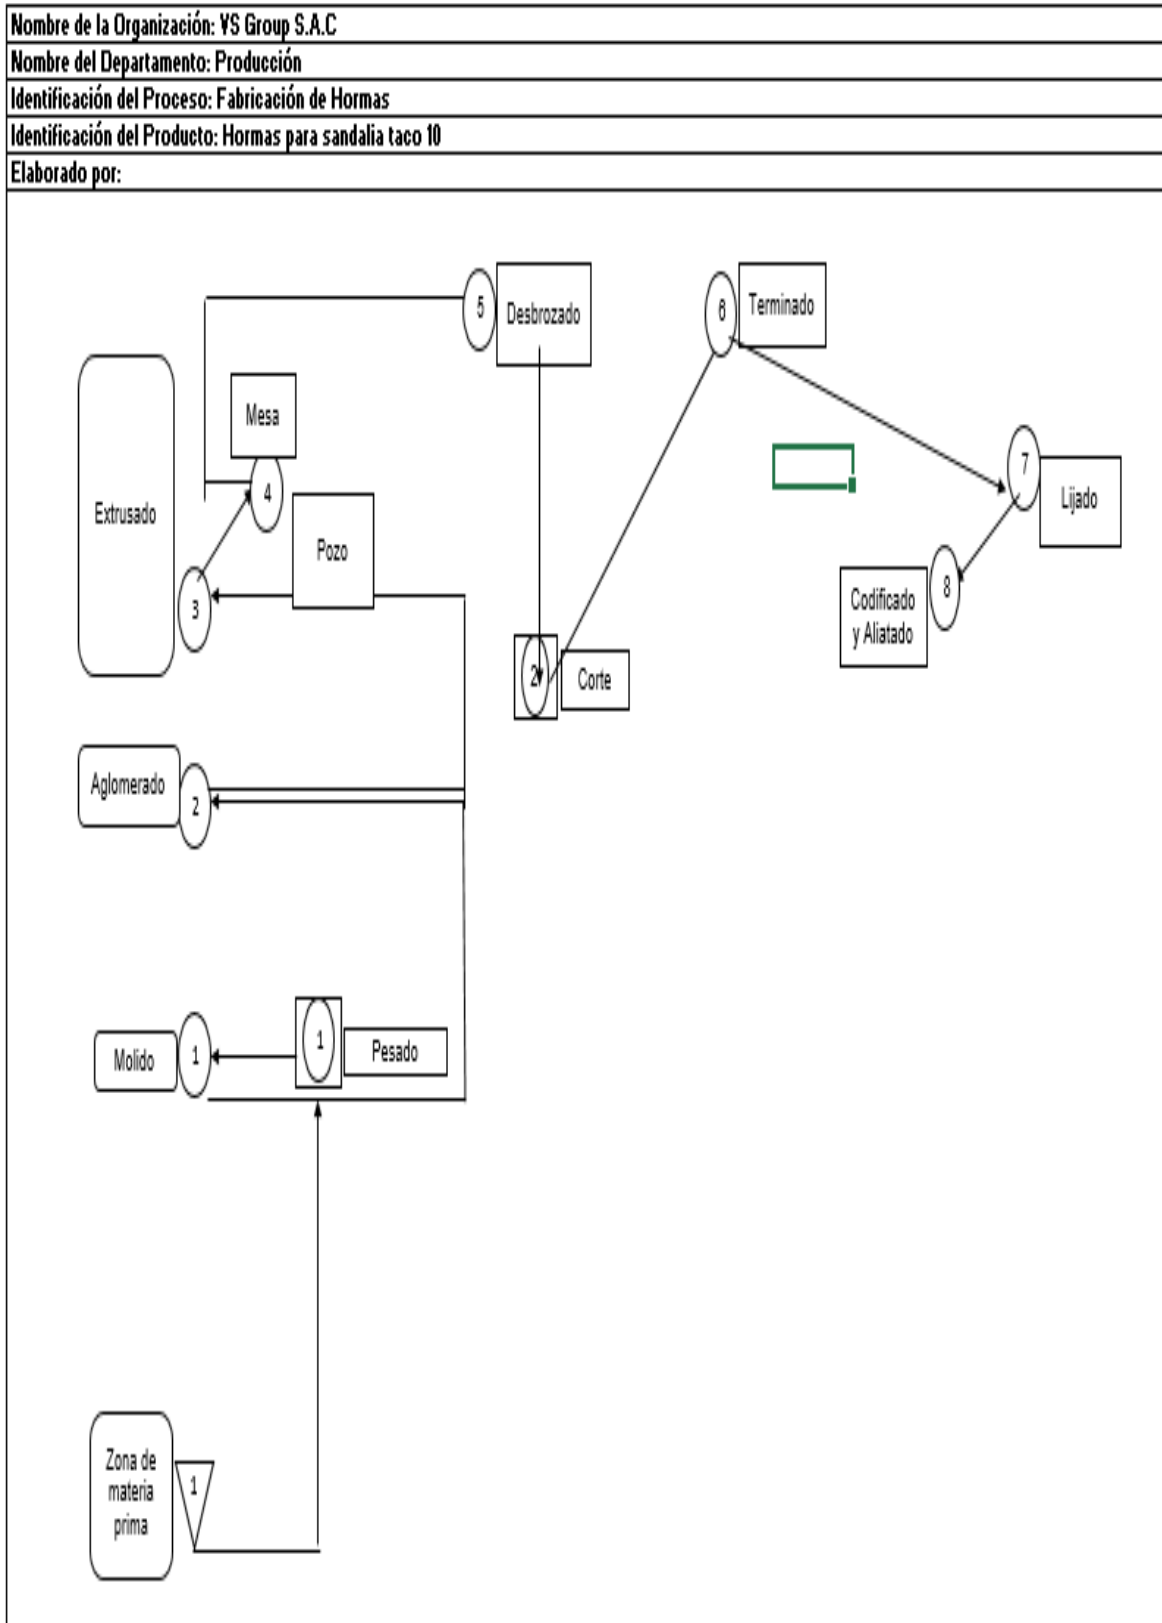 Nombre de la Organización: VS Group S.A.C
Nombre del Departamento: Producción
Identificación del Proceso: Fabricación de Hormas
Identificación del Producto: Hormas para sandalia taco 10
Elaborado por:
5
Desbrozado
6
Terminado
Mesa
4
Extrusado
Pozo
3
7
Lijado
8
Codificado
y Aliatado
2
Corte
Aglomerado
2
Molido
1
1
Pesado
Zona de
materia
prima
1